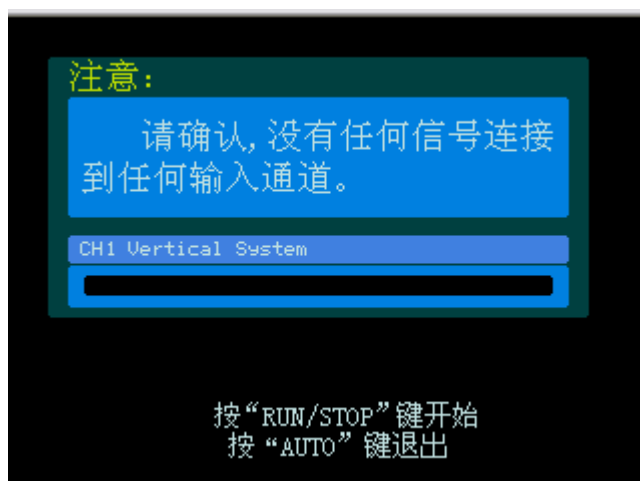 注意：
请确认,没有任何信号连接
到任何输入通道。
CH1 Vertical System
按“RUN/STOP”键开始
按 “AUTO” 键退出